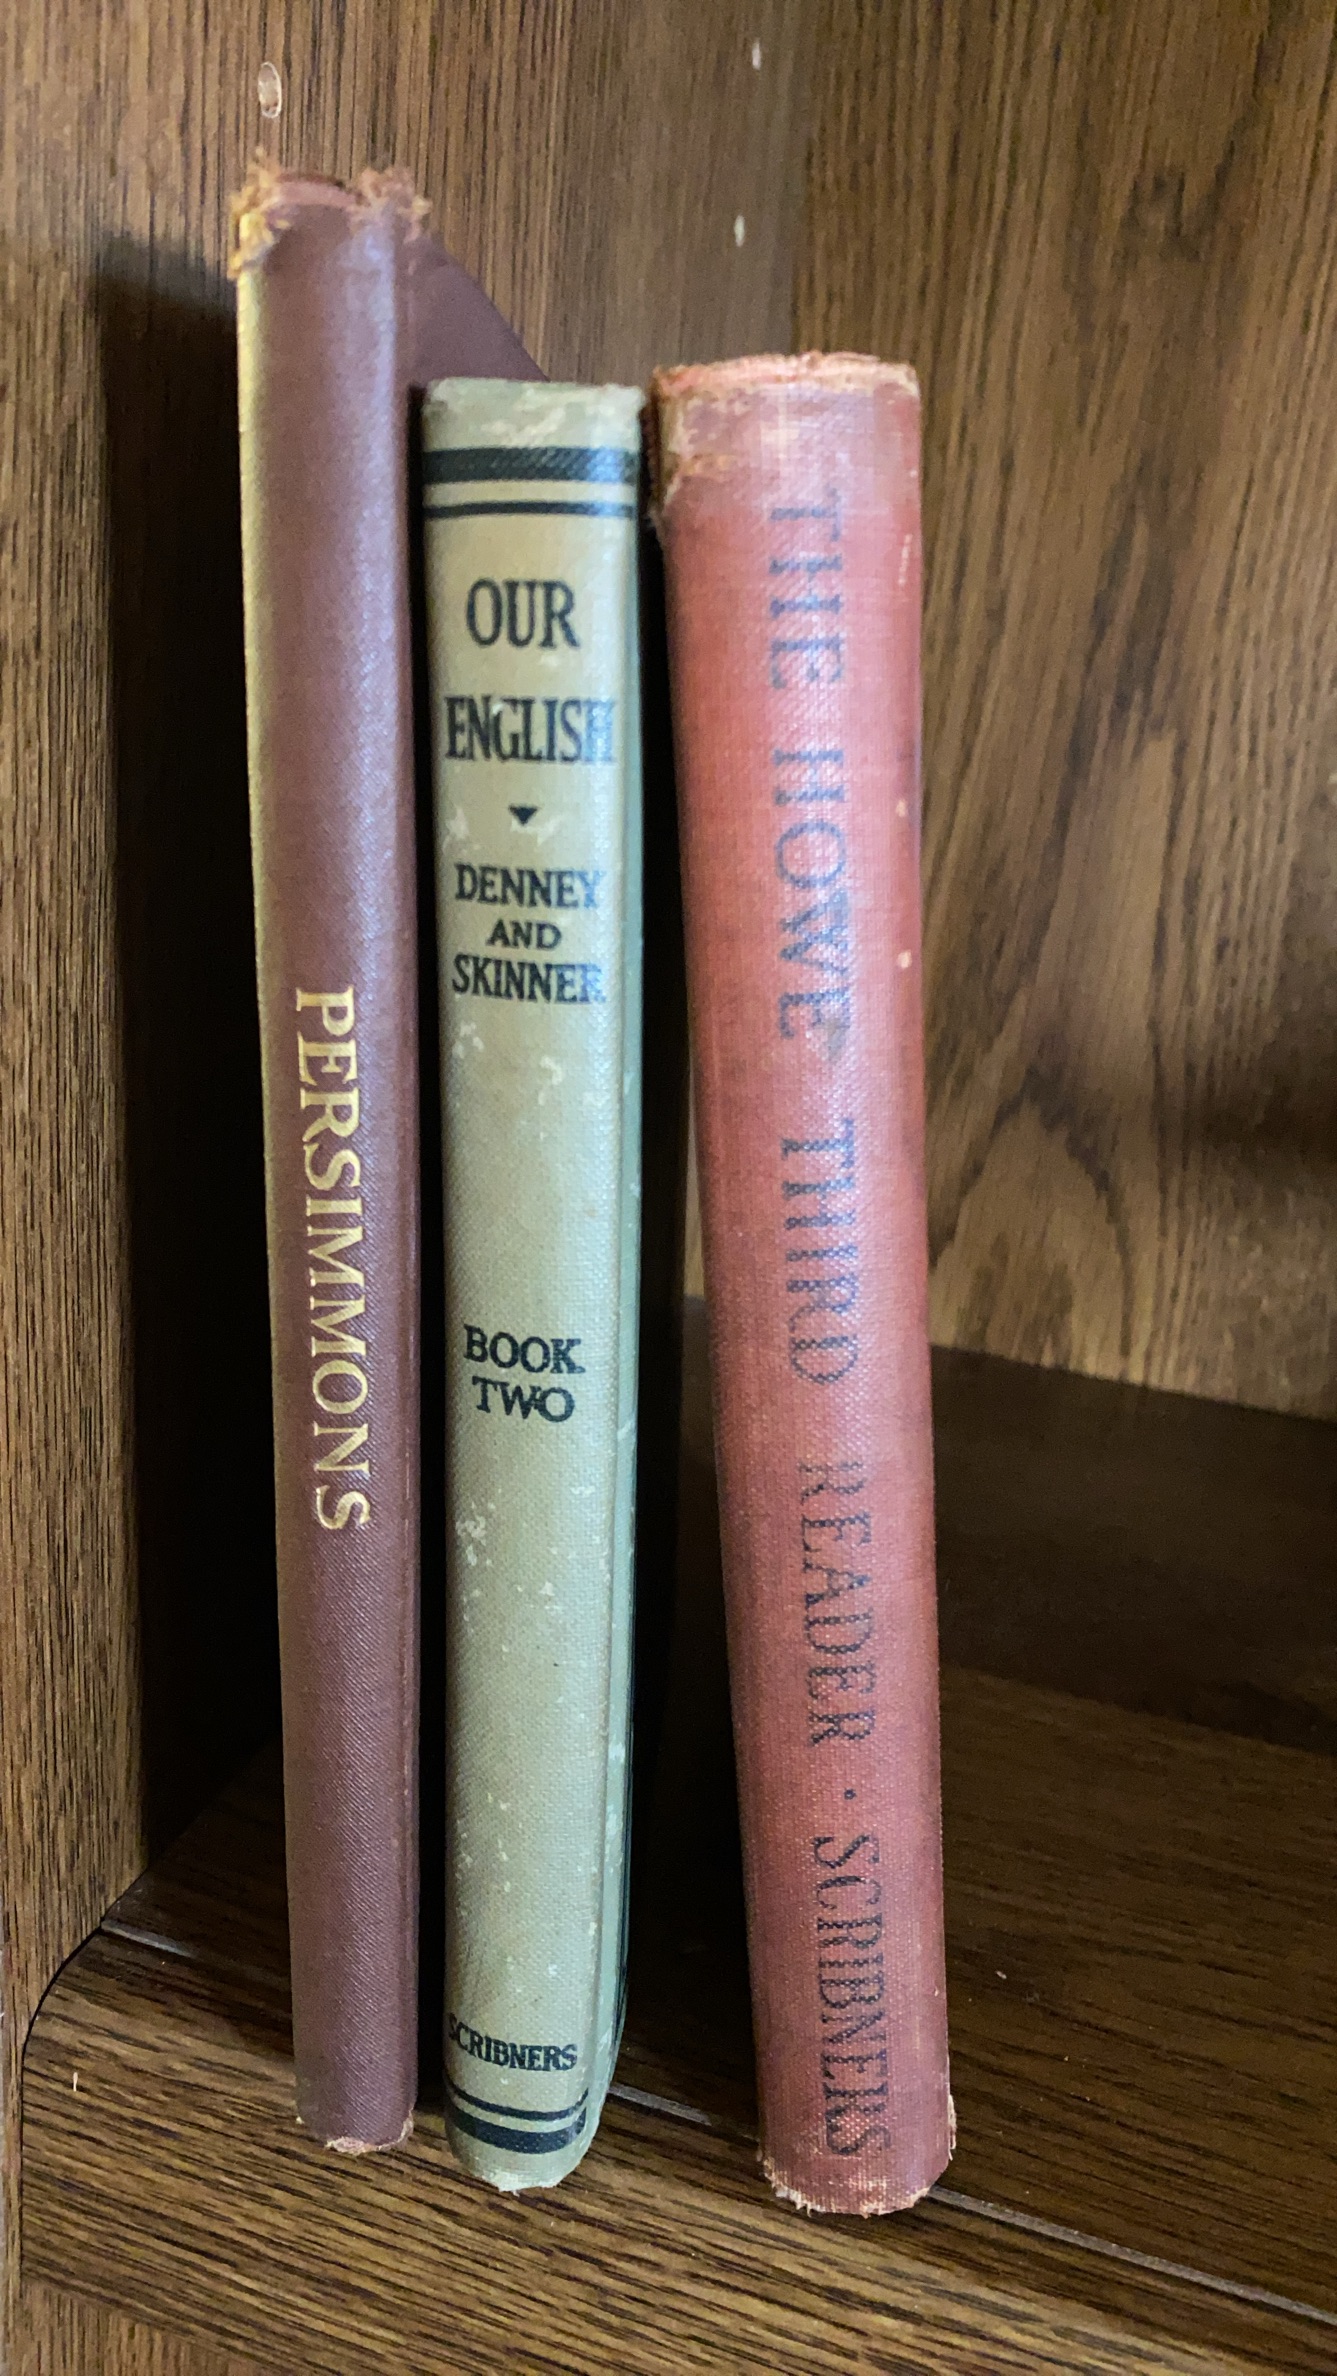 PERSIMMONS
OUR
ENGLISH
DENNEY
AND
SKINNER
BOOK
TWO
SCRIBNERS
THE HOWE THIRD READER · SCRIBNERS